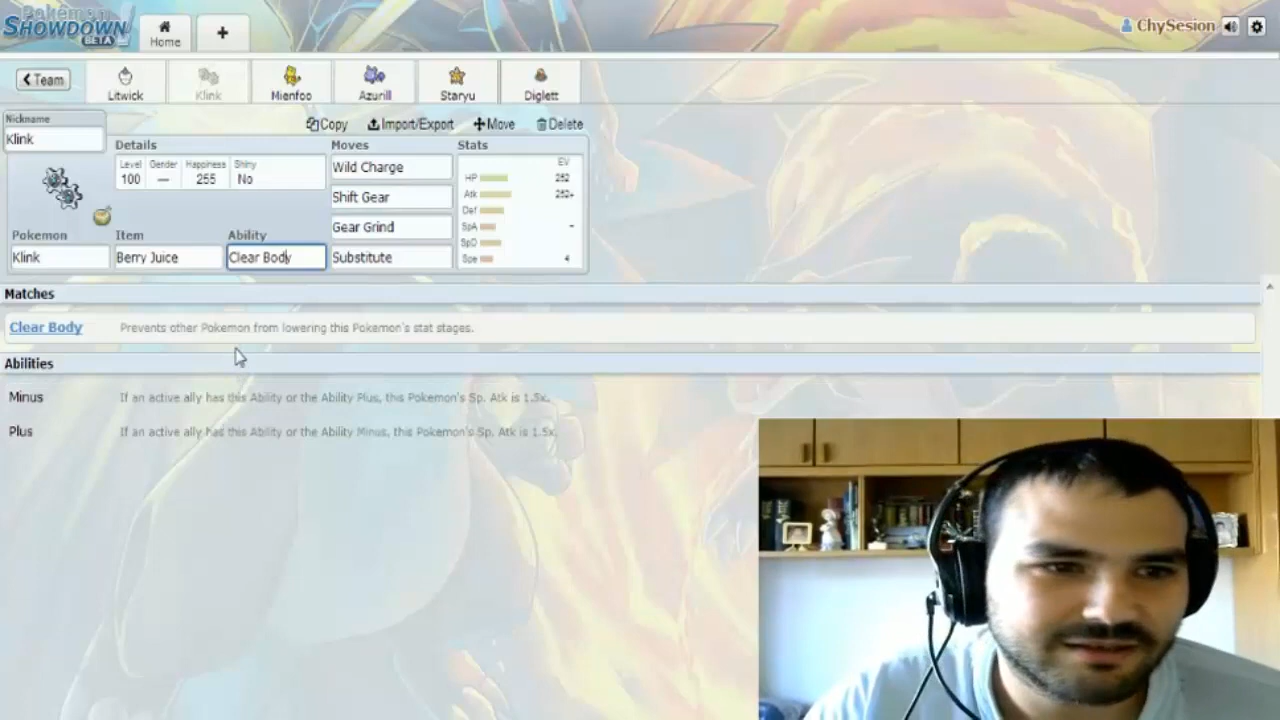 Pokémon
SHOWDOWN!
BETA
Home
+
ChySesion
< Team
Litwick
Klink
Mienfoo
Azurill
Staryu
Diglett
Copy
Import/Export
Move
Delete
Nickname
Klink
Details
Level Gender Happiness Shiny
100 — 255 No
Moves
Wild Charge
Shift Gear
Gear Grind
Substitute
Stats
EV
HP 252
Atk 252+
Def
SpA -
SpD
Spe 4
Pokemon
Klink
Item
Berry Juice
Ability
Clear Body
Matches
Clear Body Prevents other Pokemon from lowering this Pokemon's stat stages.
Abilities
Minus If an active ally has this Ability or the Ability Plus, this Pokemon's Sp. Atk is 1.5x.
Plus If an active ally has this Ability or the Ability Minus, this Pokemon's Sp. Atk is 1.5x.